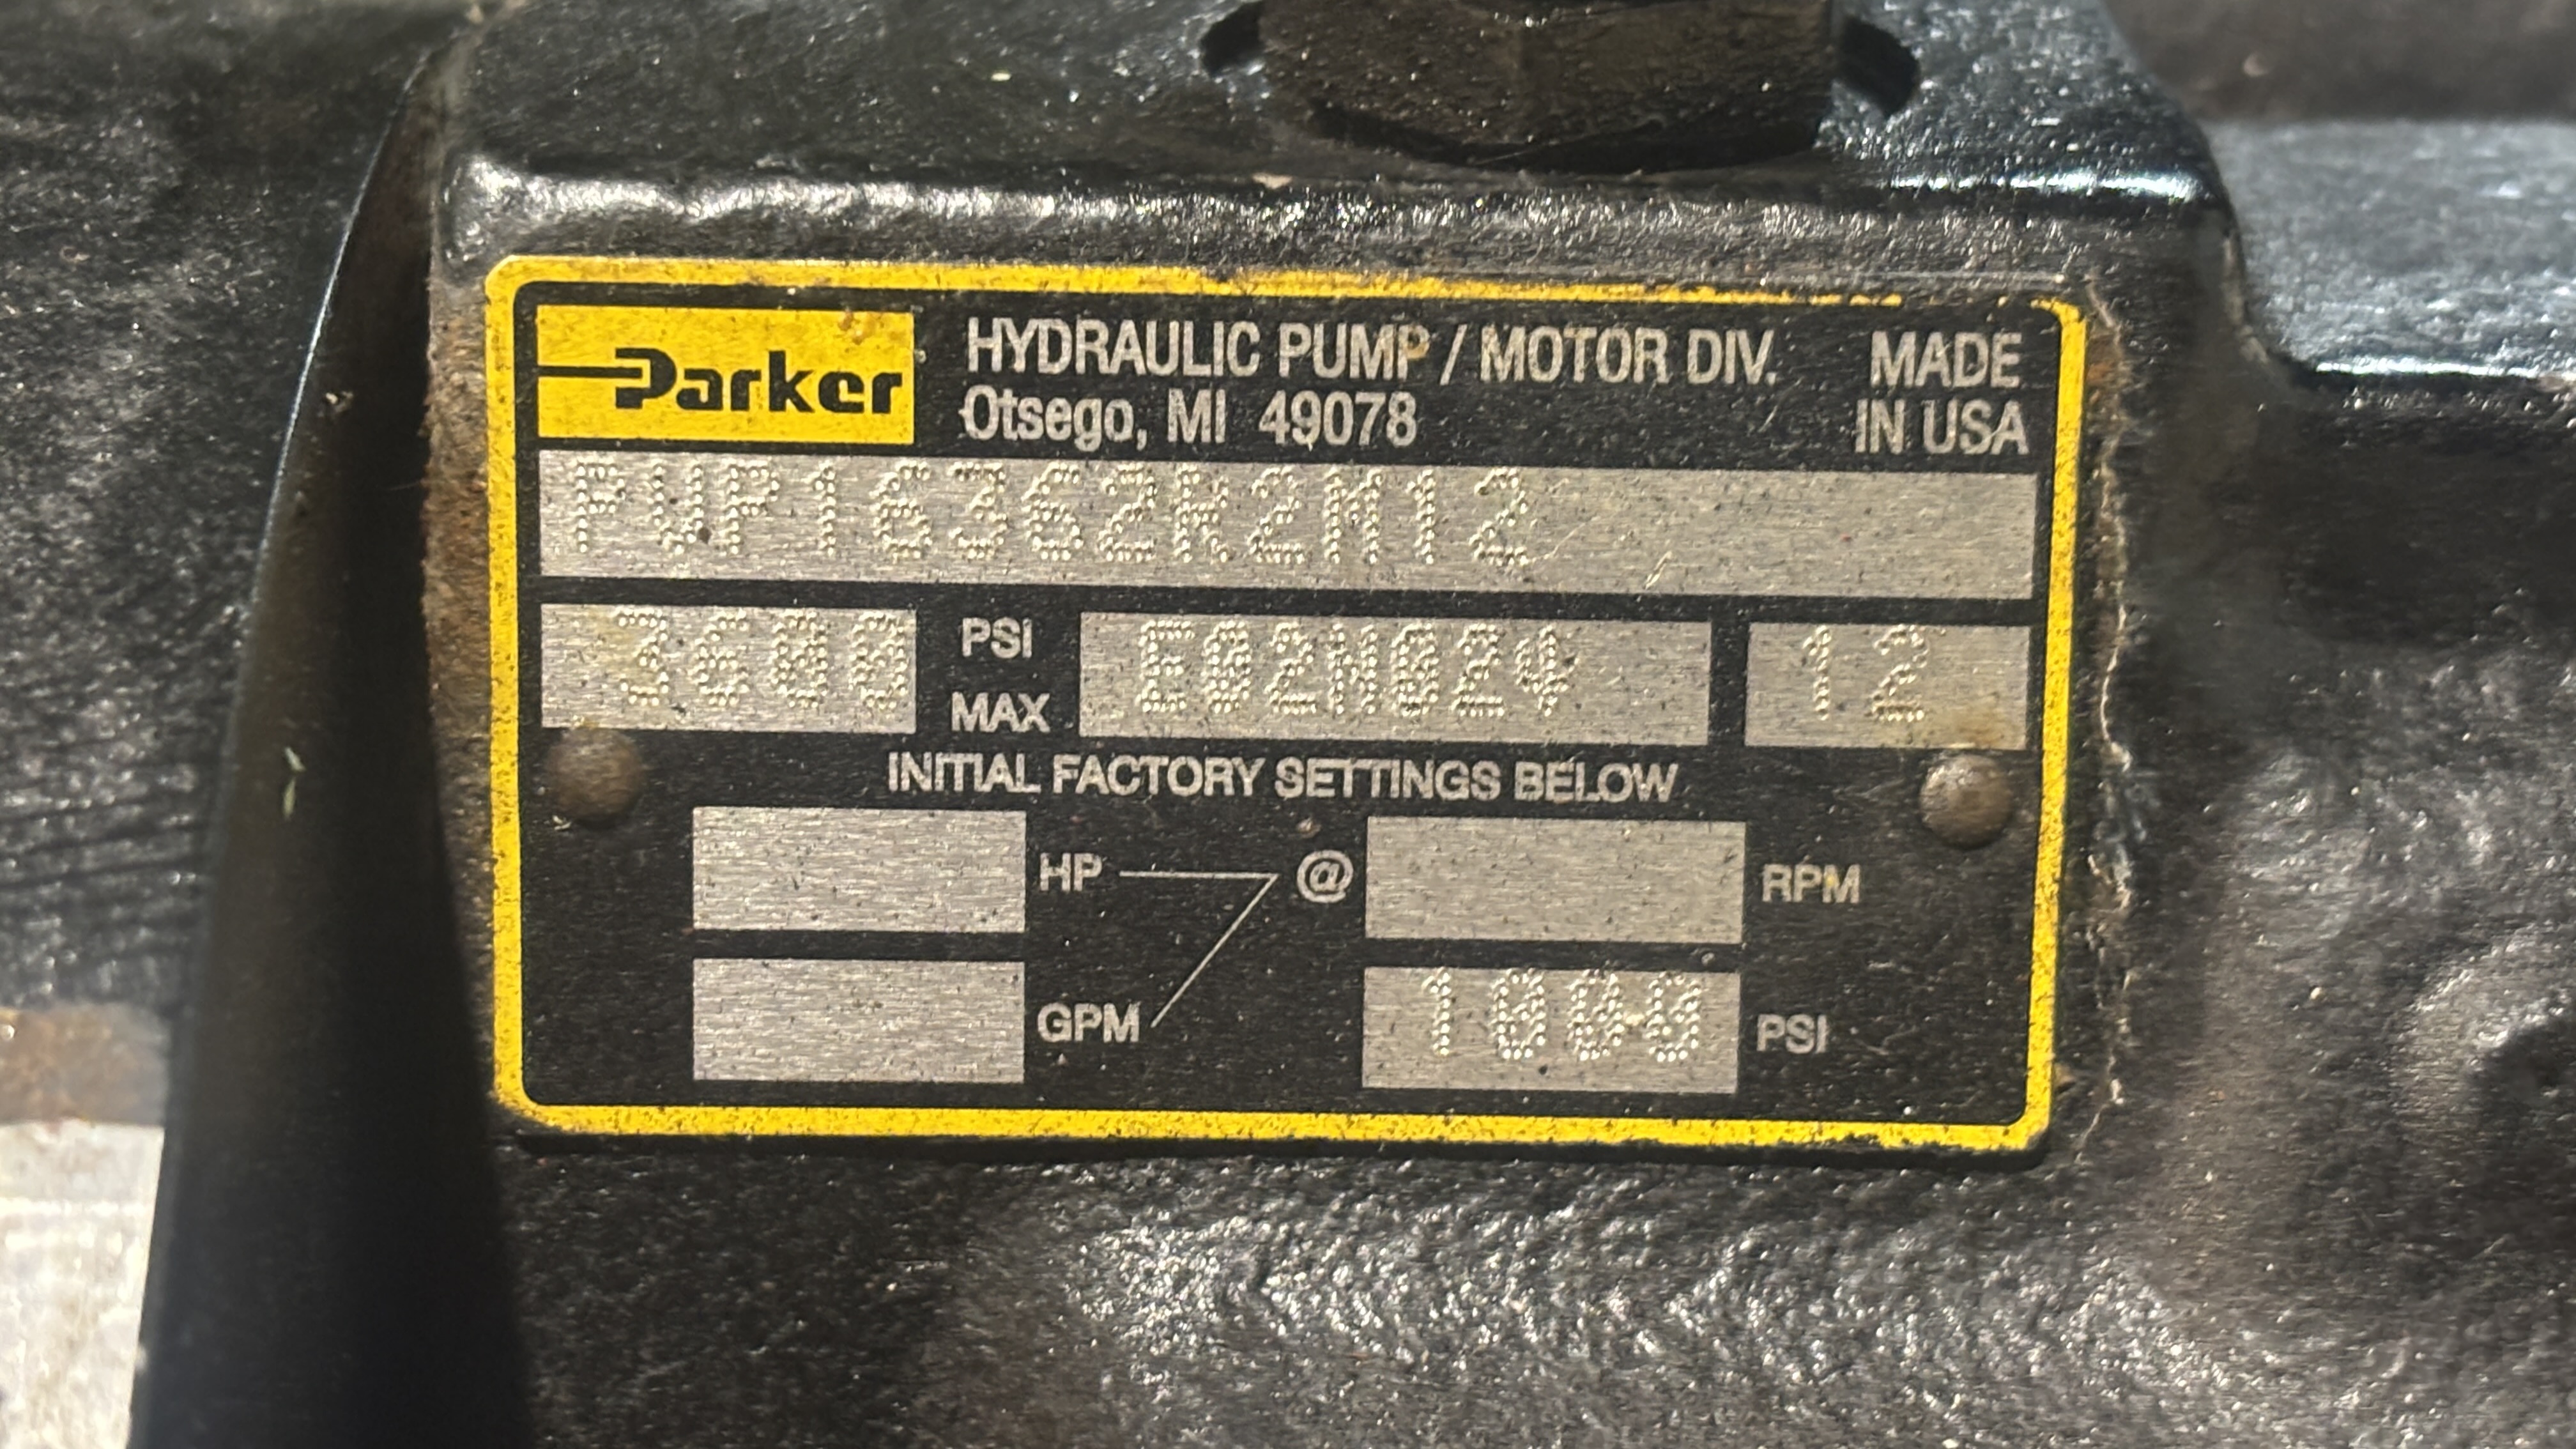 Parker
HYDRAULIC PUMP / MOTOR DIV.
Otsego, MI 49078
MADE
IN USA
PVP16362R2M12
3600
PSI
MAX
E02N024
12
INITIAL FACTORY SETTINGS BELOW
HP
@
RPM
GPM
1000
PSI